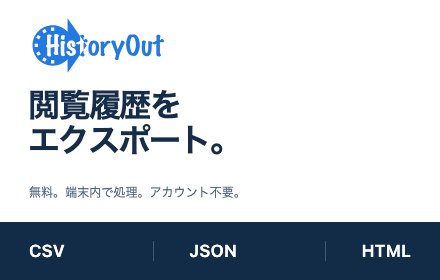 HistoryOut
閲覧履歴を
エクスポート。
無料。端末内で処理。アカウント不要。
CSV
JSON
HTML